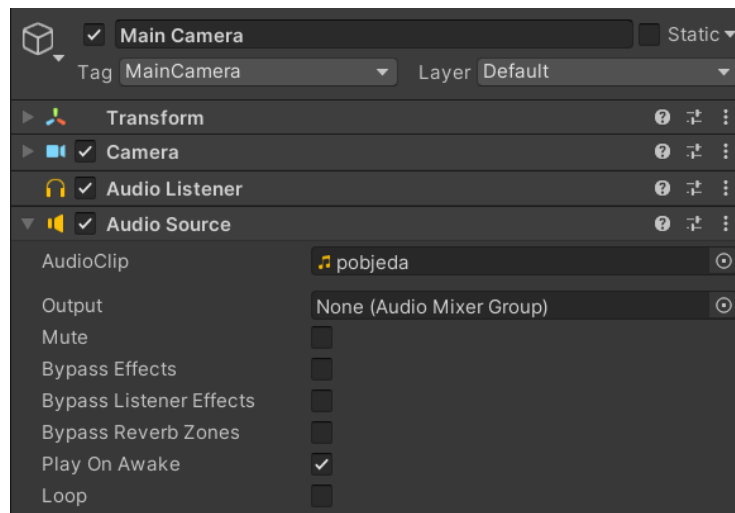 Main Camera Static
Tag MainCamera Layer Default
Transform
Camera
Audio Listener
Audio Source
AudioClip pobjeda
Output None (Audio Mixer Group)
Mute
Bypass Effects
Bypass Listener Effects
Bypass Reverb Zones
Play On Awake
Loop